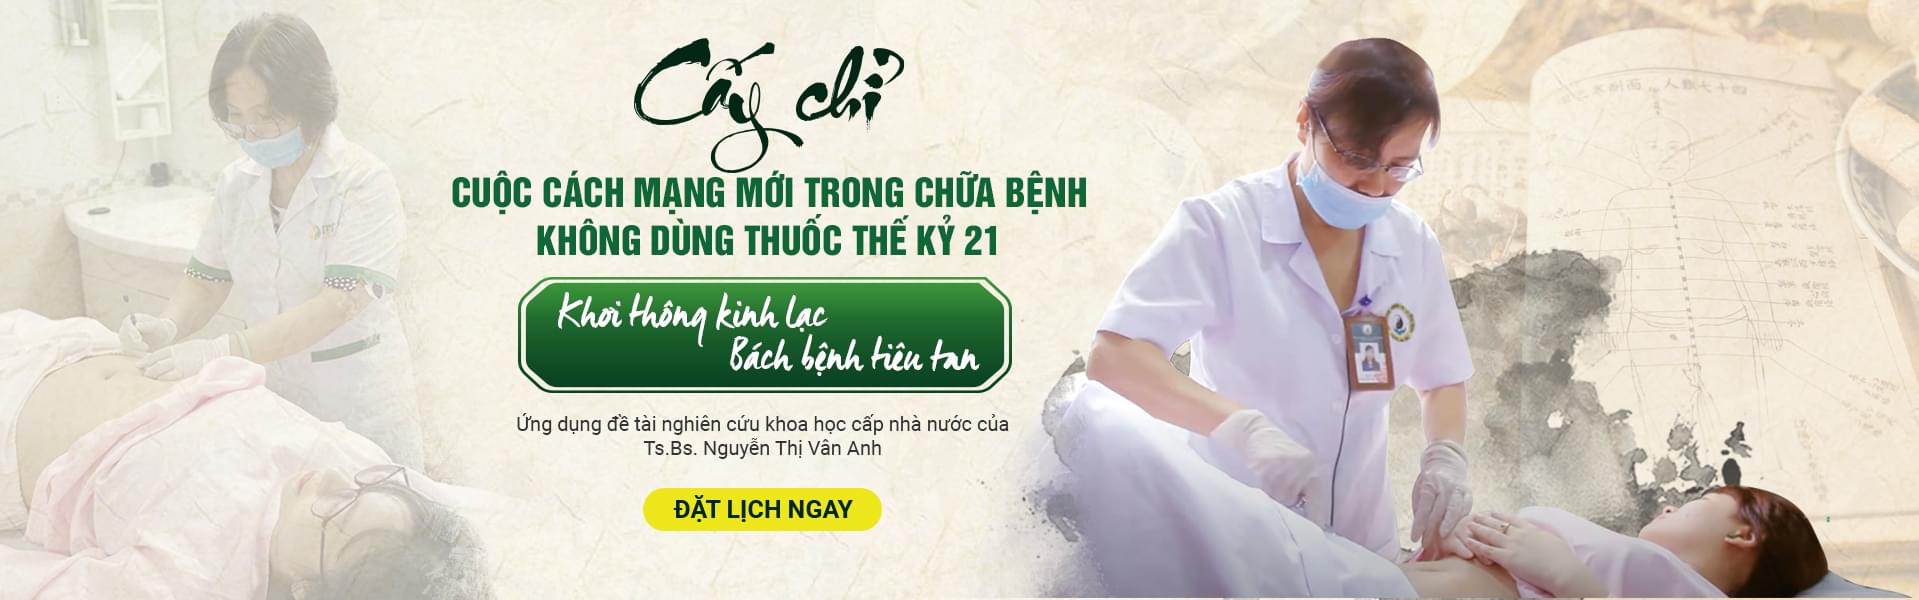 Cấy chỉ
CUỘC CÁCH MẠNG MỚI TRONG CHỮA BỆNH
KHÔNG DÙNG THUỐC THẾ KỶ 21
Khơi thông kinh lạc
Bách bệnh tiêu tan
Ứng dụng đề tài nghiên cứu khoa học cấp nhà nước của
Ts.Bs. Nguyễn Thị Vân Anh
ĐẶT LỊCH NGAY